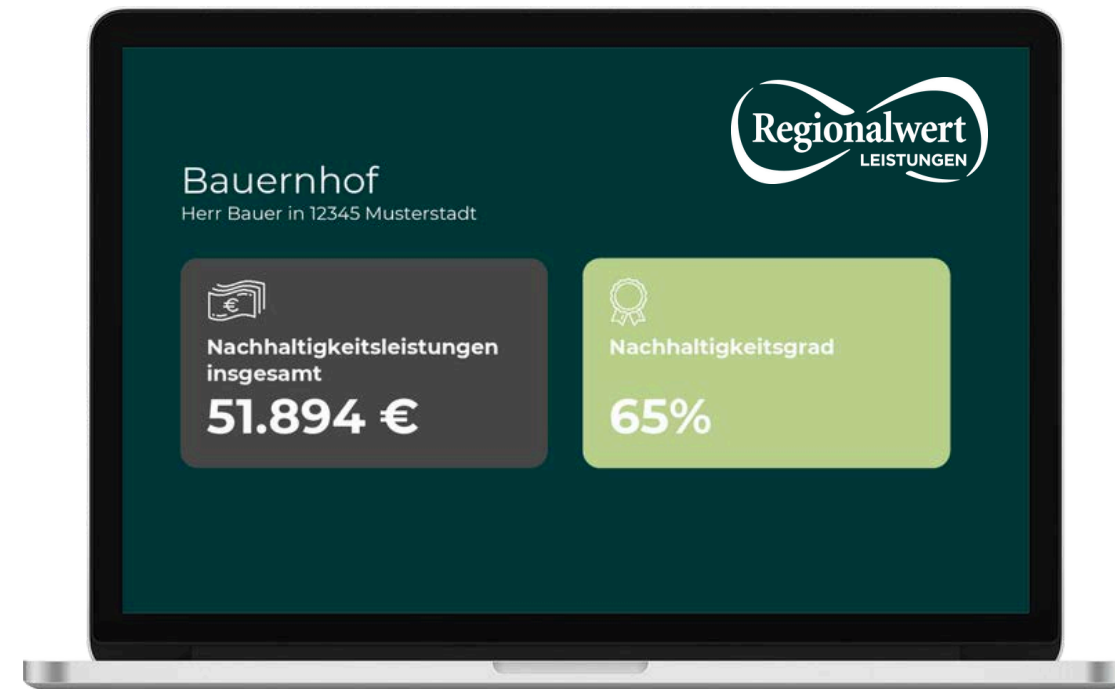 Regionalwert
LEISTUNGEN
Bauernhof
Herr Bauer in 12345 Musterstadt
€
Nachhaltigkeitsleistungen
insgesamt
51.894 €
Nachhaltigkeitsgrad
65%